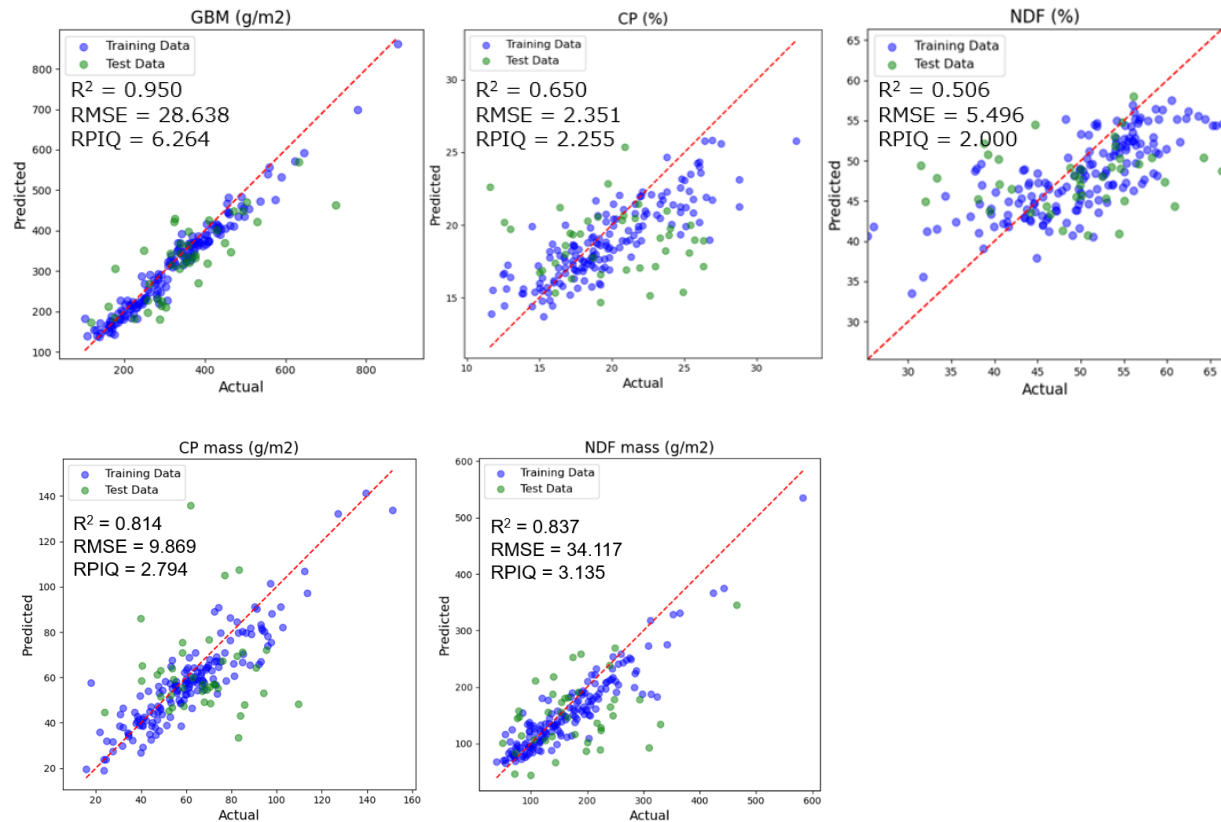 GBM (g/m2)
Training Data
Test Data
R² = 0.950
RMSE = 28.638
RPIQ = 6.264
Predicted
800
700
600
500
400
300
200
100
200
400
600
800
Actual
CP (%)
Training Data
Test Data
R² = 0.650
RMSE = 2.351
RPIQ = 2.255
Predicted
30
25
20
15
10
15
20
25
30
Actual
NDF (%)
Training Data
Test Data
R² = 0.506
RMSE = 5.496
RPIQ = 2.000
Predicted
65
60
55
50
45
40
35
30
30
35
40
45
50
55
60
65
Actual
CP mass (g/m2)
Training Data
Test Data
R² = 0.814
RMSE = 9.869
RPIQ = 2.794
Predicted
140
120
100
80
60
40
20
20
40
60
80
100
120
140
160
Actual
NDF mass (g/m2)
Training Data
Test Data
R² = 0.837
RMSE = 34.117
RPIQ = 3.135
Predicted
600
500
400
300
200
100
100
200
300
400
500
600
Actual